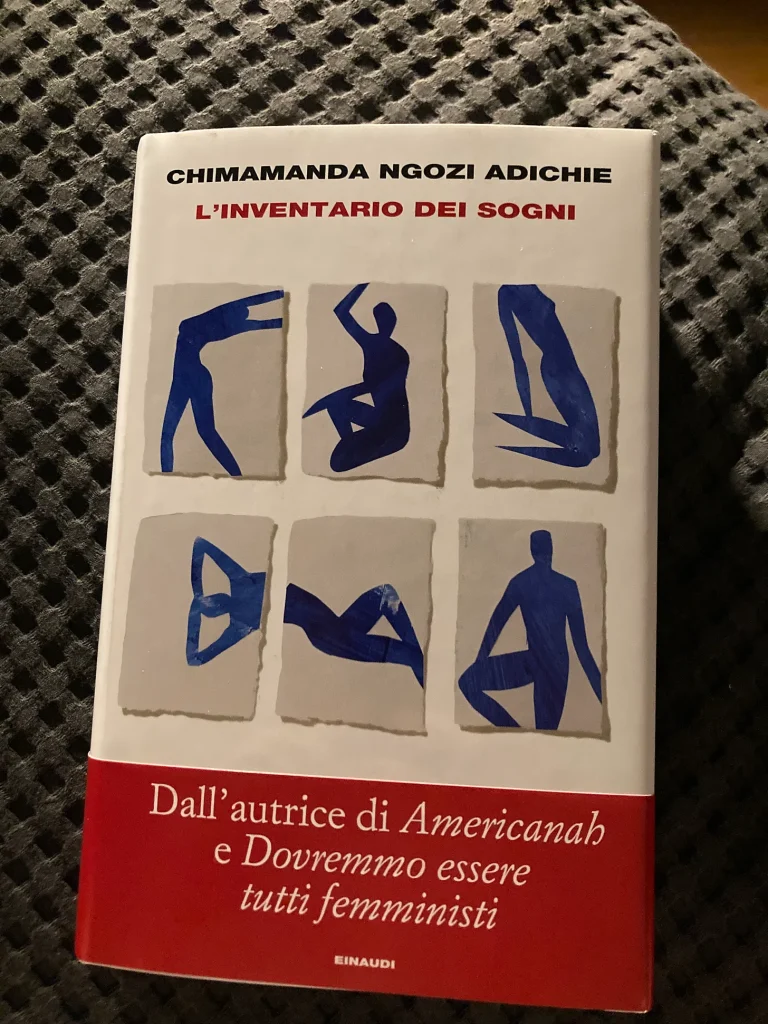 CHIMAMANDA NGOZI ADICHIE
L'INVENTARIO DEI SOGNI
Dall'autrice di Americanah
e Dovremmo essere
tutti femministi
EINAUDI